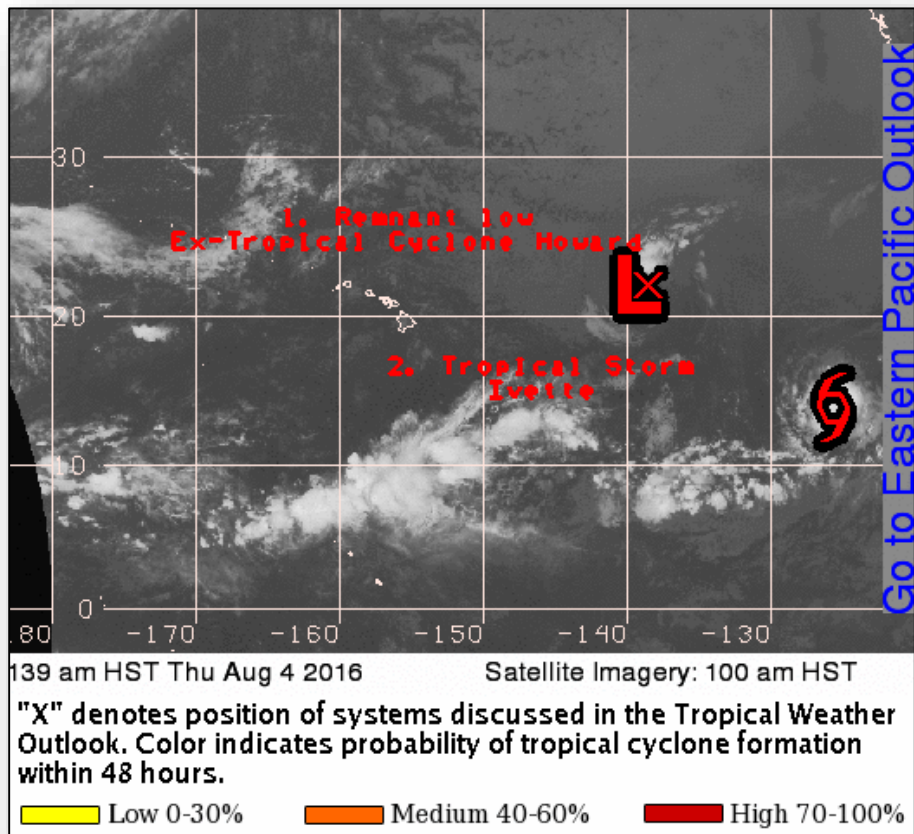 30
1. Remnant low
Ex-Tropical Cyclone Howard
20
2. Tropical Storm
Ivette
10
0
80 -170 -160 -150 -140 -130
Go to Eastern Pacific Outlook
139 am HST Thu Aug 4 2016 Satellite Imagery: 100 am HST
"X" denotes position of systems discussed in the Tropical Weather
Outlook. Color indicates probability of tropical cyclone formation
within 48 hours.
Low 0-30% Medium 40-60% High 70-100%